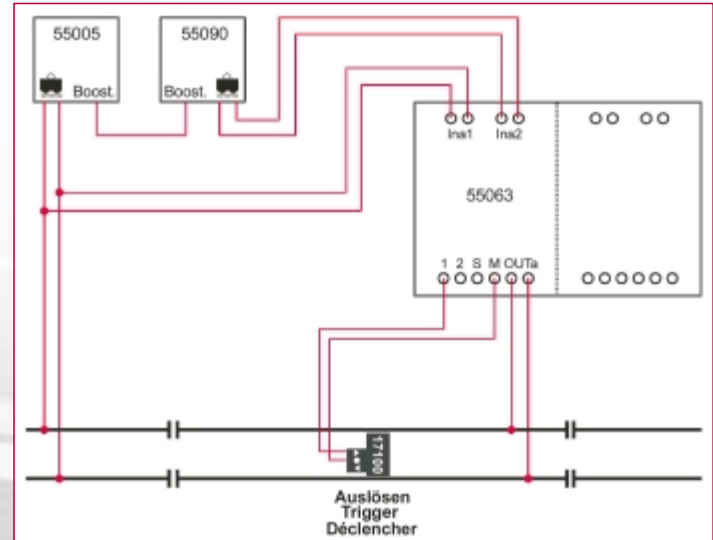 55005
55090
Boost.
Boost.
Ina1
Ina2
55063
1 2 S M OUTa
17100
Auslösen
Trigger
Déclencher